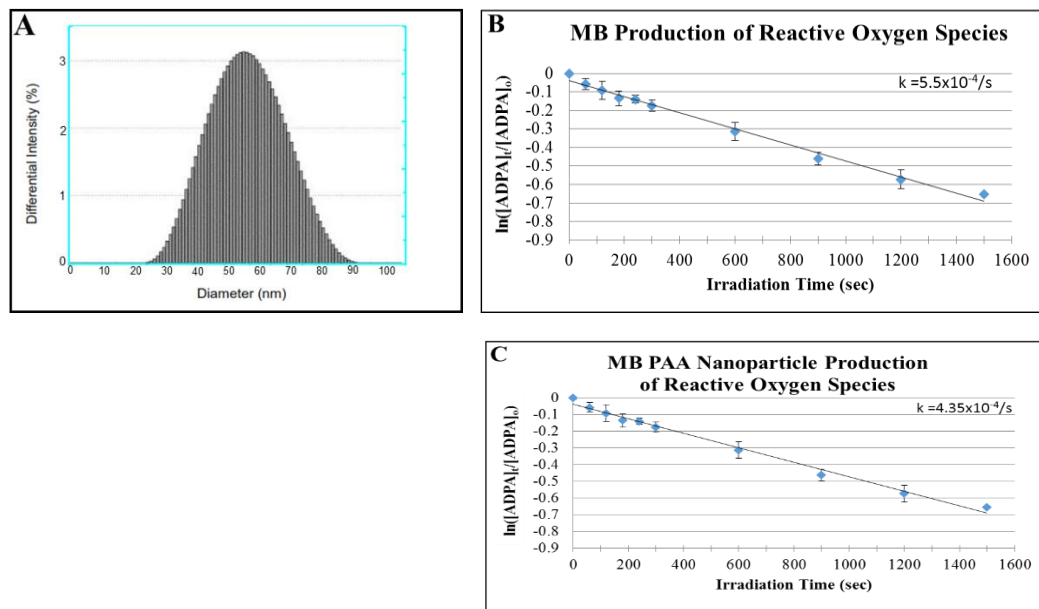 A
Differential Intensity (%)
3
2
1
0
0 10 20 30 40 50 60 70 80 90 100
Diameter (nm)
B
MB Production of Reactive Oxygen Species
k =5.5x10⁻⁴/s
ln([ADPA]ₜ/[ADPA]ₒ)
0
-0.1
-0.2
-0.3
-0.4
-0.5
-0.6
-0.7
-0.8
-0.9
0 200 400 600 800 1000 1200 1400 1600
Irradiation Time (sec)
C
MB PAA Nanoparticle Production
of Reactive Oxygen Species
k =4.35x10⁻⁴/s
ln([ADPA]ₜ/[ADPA]ₒ)
0
-0.1
-0.2
-0.3
-0.4
-0.5
-0.6
-0.7
-0.8
-0.9
0 200 400 600 800 1000 1200 1400 1600
Irradiation Time (sec)